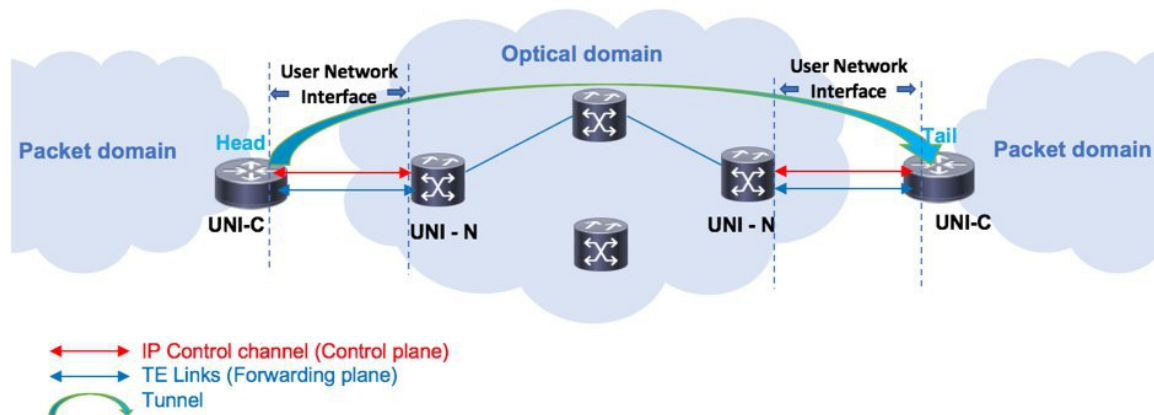 Optical domain
User Network
Interface
User Network
Interface
Head
Tail
Packet domain
Packet domain
UNI-C
UNI - N
UNI - N
UNI-C
IP Control channel (Control plane)
TE Links (Forwarding plane)
Tunnel